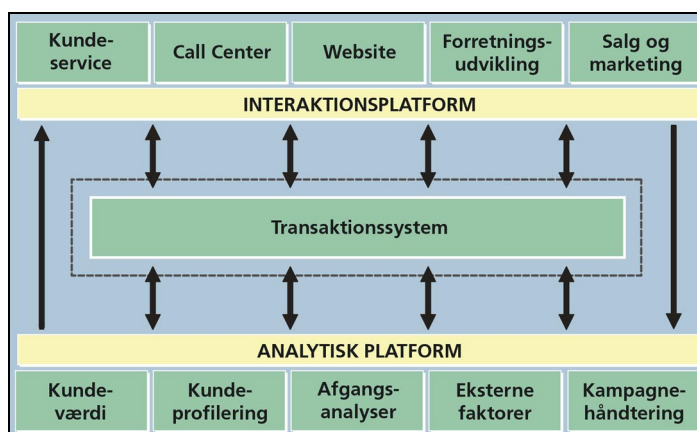 Kunde-
service
Call Center
Website
Forretnings-
udvikling
Salg og
marketing
INTERAKTIONSPLATFORM
Transaktionssystem
ANALYTISK PLATFORM
Kunde-
værdi
Kunde-
profilering
Afgangs-
analyser
Eksterne
faktorer
Kampagne-
håndtering